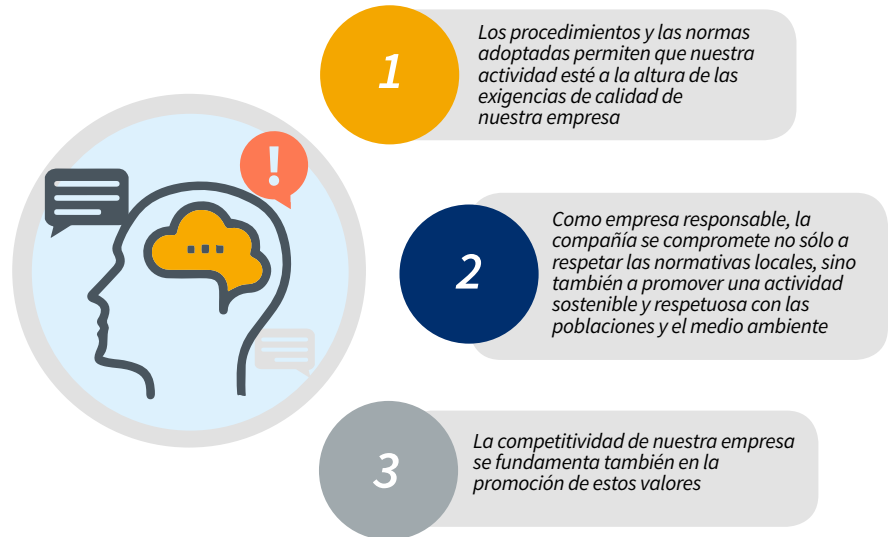 1
Los procedimientos y las normas
adoptadas permiten que nuestra
actividad esté a la altura de las
exigencias de calidad de
nuestra empresa
!
2
Como empresa responsable, la
compañía se compromete no sólo a
respetar las normativas locales, sino
también a promover una actividad
sostenible y respetuosa con las
poblaciones y el medio ambiente
3
La competitividad de nuestra empresa
se fundamenta también en la
promoción de estos valores